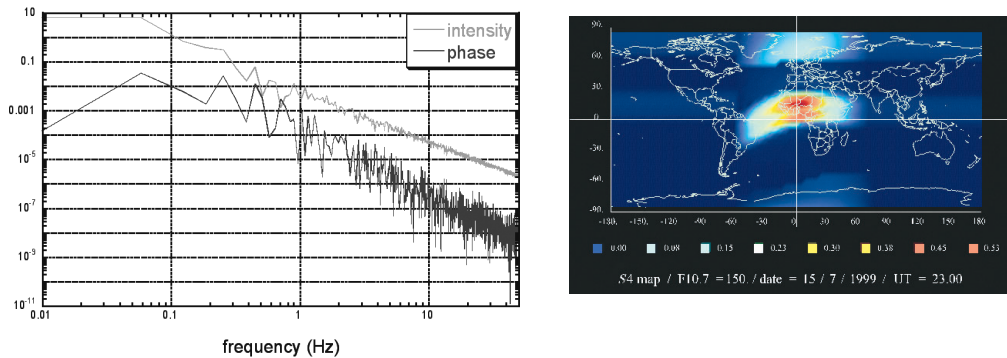 10
0.1
0.001
10-5
10-7
10-9
10-11
0.01 0.1 1 10
frequency (Hz)
intensity
phase
90.
60.
30.
0.
-30.
-60.
-90.
-180. -150. -120. -90. -60. -30. 0. 30. 60. 90. 120. 150 180
0.00 0.08 0.15 0.23 0.30 0.38 0.45 0.53
S4 map / F10.7 =150. / date = 15 / 7 / 1999 / UT = 23.00